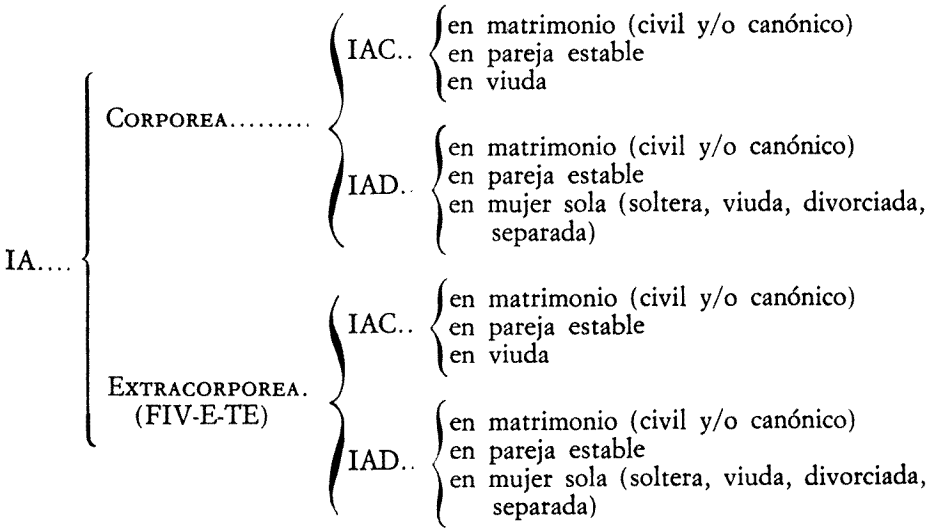 IA....
CORPOREA.........
IAC..
en matrimonio (civil y/o canónico)
en pareja estable
en viuda
IAD..
en matrimonio (civil y/o canónico)
en pareja estable
en mujer sola (soltera, viuda, divorciada,
separada)
EXTRACORPOREA.
(FIV-E-TE)
IAC..
en matrimonio (civil y/o canónico)
en pareja estable
en viuda
IAD..
en matrimonio (civil y/o canónico)
en pareja estable
en mujer sola (soltera, viuda, divorciada,
separada)